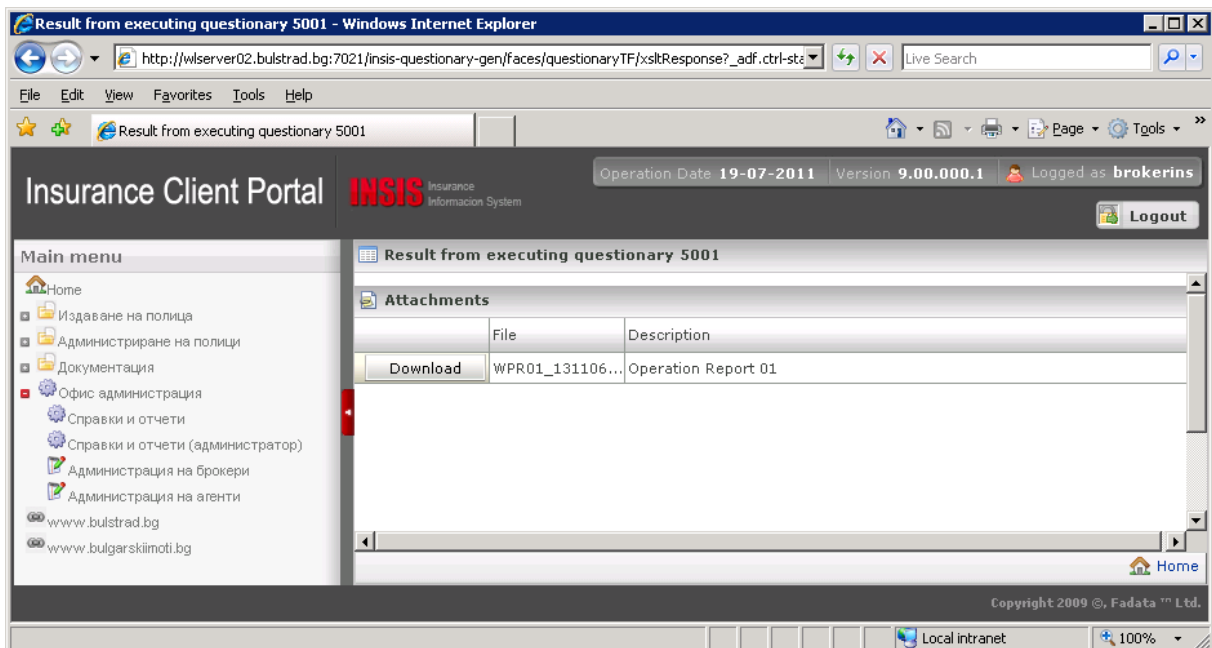 Result from executing questionary 5001 - Windows Internet Explorer
http://wlserver02.bulstrad.bg:7021/insis-questionary-gen/faces/questionaryTF/xsltResponse?_adf.ctrl-sta
Live Search
File Edit View Favorites Tools Help
Result from executing questionary 5001
Page Tools »
Insurance Client Portal
INSIS Insurance
Informacion System
Operation Date 19-07-2011 Version 9.00.000.1 Logged as brokerins
Logout
Main menu
Home
Издаване на полица
Администриране на полици
Документация
Офис администрация
Справки и отчети
Справки и отчети (администратор)
Администрация на брокери
Администрация на агенти
www.bulstrad.bg
www.bulgarskiimoti.bg
Result from executing questionary 5001
Attachments
File Description
Download WPR01_131106... Operation Report 01
Home
Copyright 2009 ©, Fadata ™ Ltd.
Local intranet 100%